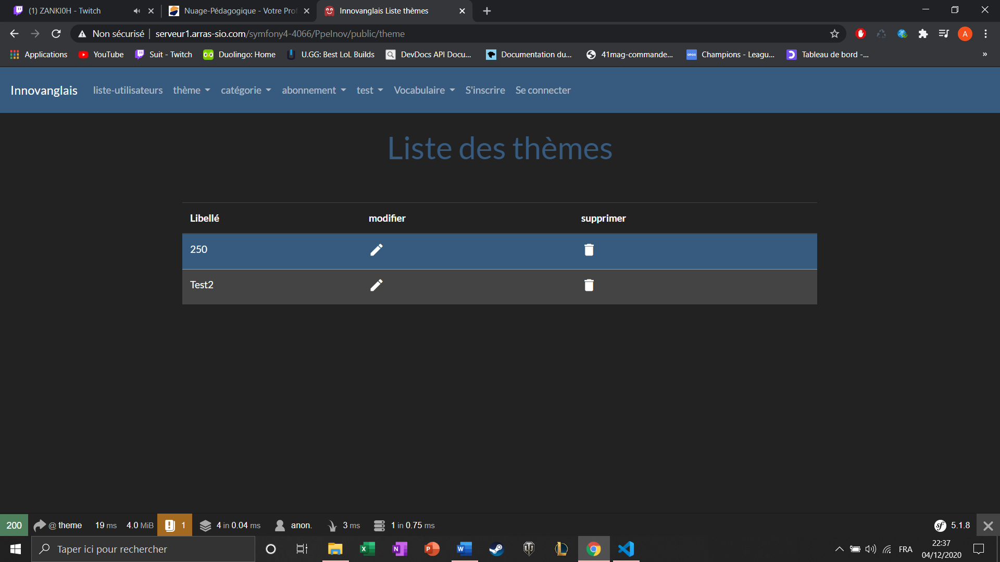 (1) ZANKI0H - Twitch
Nuage-Pédagogique - Votre Prof
Innovanglais Liste thèmes
Non sécurisé
serveur1.arras-sio.com/symfony4-4066/PpeInov/public/theme
A
Applications
YouTube
Suit - Twitch
Duolingo: Home
U.GG: Best LoL Builds
DevDocs API Docu...
Documentation du...
41mag-commande...
OPGG
Champions - Leagu...
Tableau de bord -...
»
Innovanglais
liste-utilisateurs
thème
catégorie
abonnement
test
Vocabulaire
S'inscrire
Se connecter
Liste des thèmes
Libellé modifier supprimer
250
Test2
200
@ theme
19 ms
4.0 MiB
1
4 in 0.04 ms
anon.
3 ms
1 in 0.75 ms
sf
5.1.8
Taper ici pour rechercher
X
N
P
W
L
FRA
22:37
04/12/2020